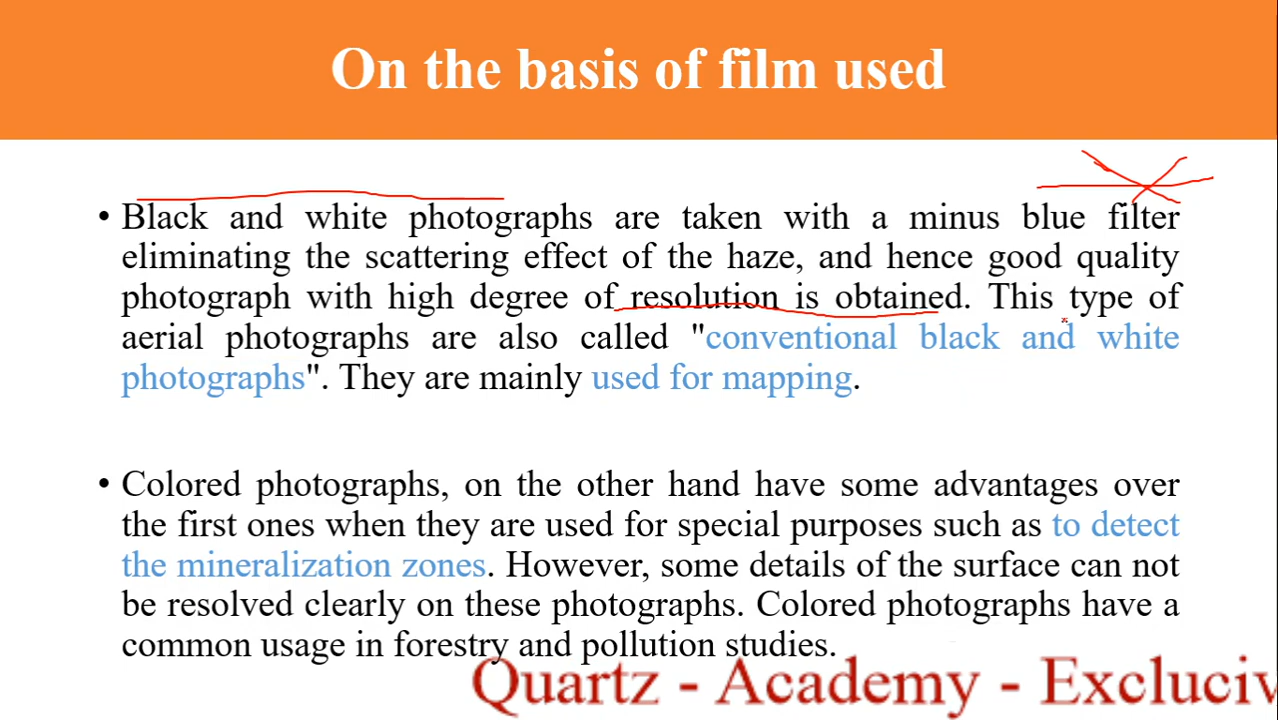 On the basis of film used
• Black and white photographs are taken with a minus blue filter
eliminating the scattering effect of the haze, and hence good quality
photograph with high degree of resolution is obtained. This type of
aerial photographs are also called "conventional black and white
photographs". They are mainly used for mapping.
• Colored photographs, on the other hand have some advantages over
the first ones when they are used for special purposes such as to detect
the mineralization zones. However, some details of the surface can not
be resolved clearly on these photographs. Colored photographs have a
common usage in forestry and pollution studies.
Quartz - Academy - Excluciv